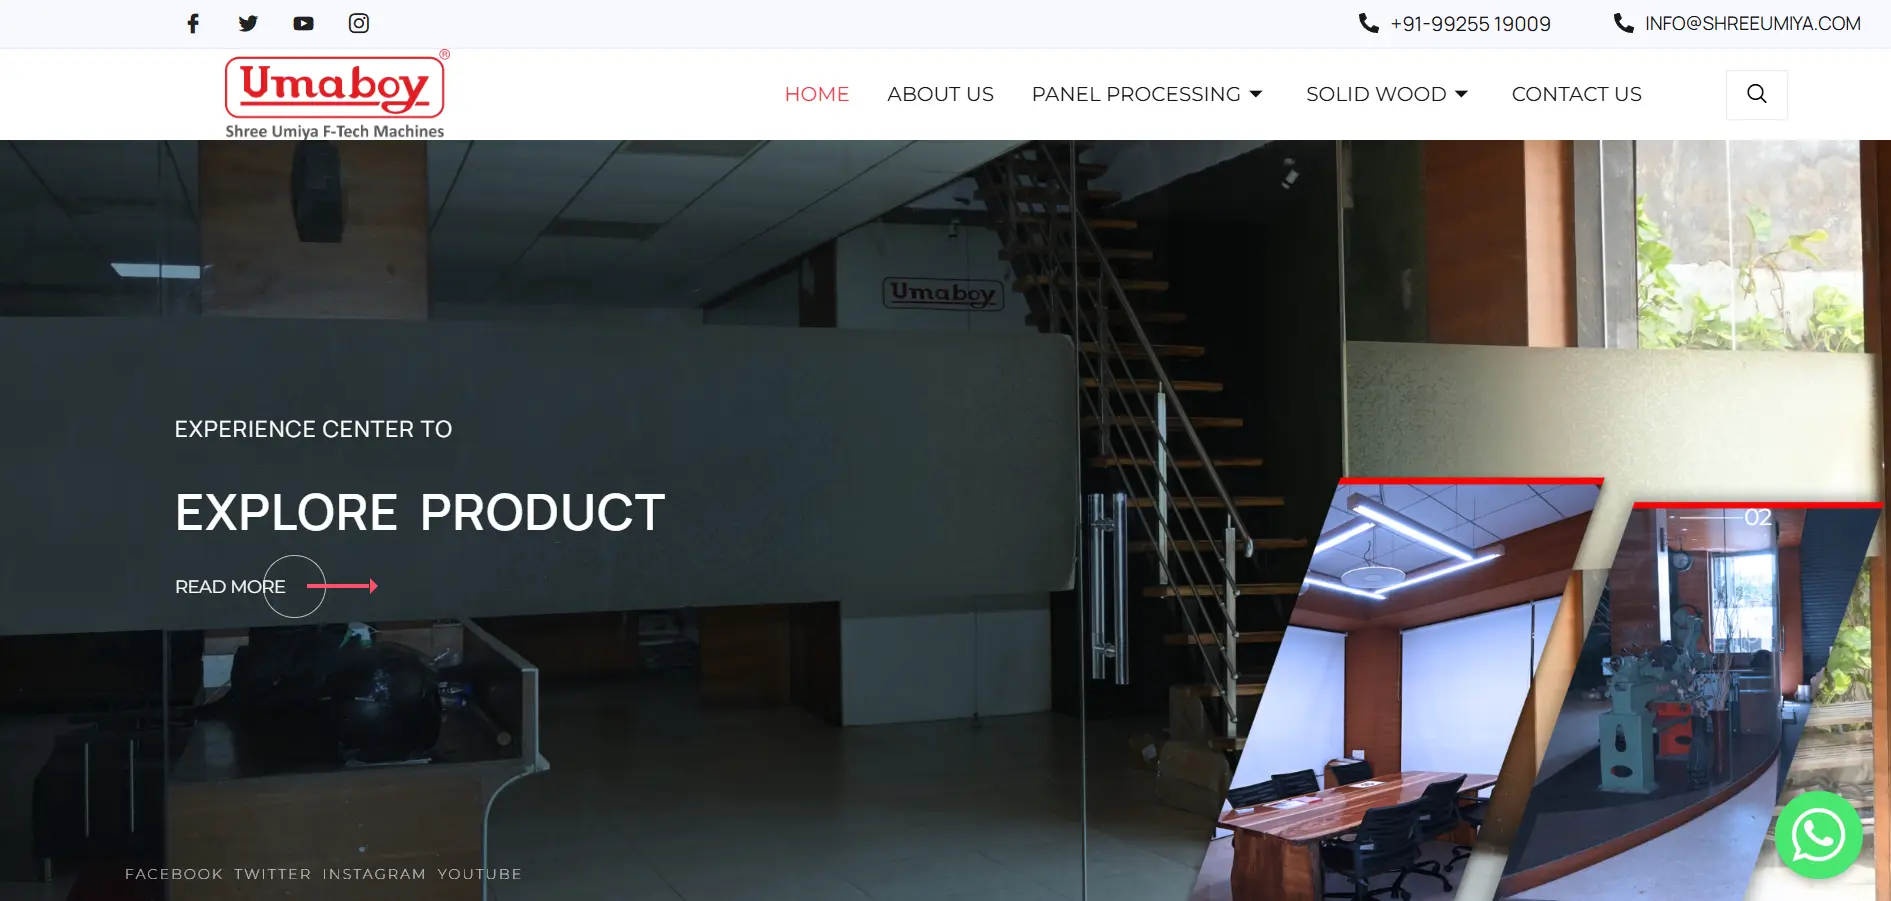 +91-99255 19009
INFO@SHREEUMIYA.COM
Umaboy®
Shree Umiya F-Tech Machines
HOME
ABOUT US
PANEL PROCESSING
SOLID WOOD
CONTACT US
Umaboy
EXPERIENCE CENTER TO
EXPLORE PRODUCT
READ MORE
02
FACEBOOK TWITTER INSTAGRAM YOUTUBE